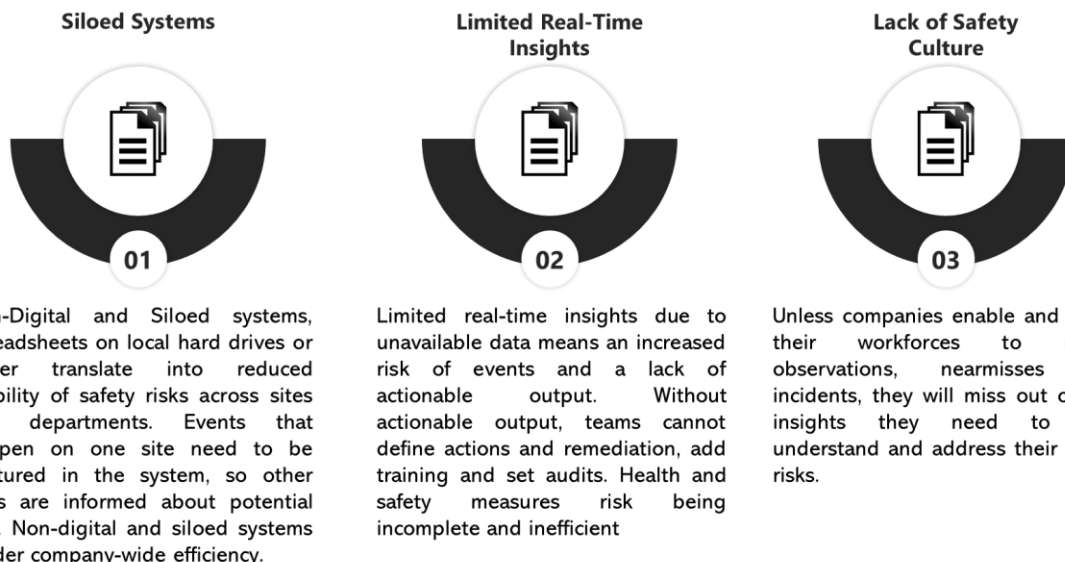 Siloed Systems
01
-Digital and Siloed systems,
eadsheets on local hard drives or
er translate into reduced
bility of safety risks across sites
departments. Events that
pen on one site need to be
tured in the system, so other
s are informed about potential
. Non-digital and siloed systems
der company-wide efficiency.
Limited Real-Time
Insights
02
Limited real-time insights due to
unavailable data means an increased
risk of events and a lack of
actionable output. Without
actionable output, teams cannot
define actions and remediation, add
training and set audits. Health and
safety measures risk being
incomplete and inefficient
Lack of Safety
Culture
03
Unless companies enable and
their workforces to
observations, nearmisses
incidents, they will miss out
insights they need to
understand and address their
risks.